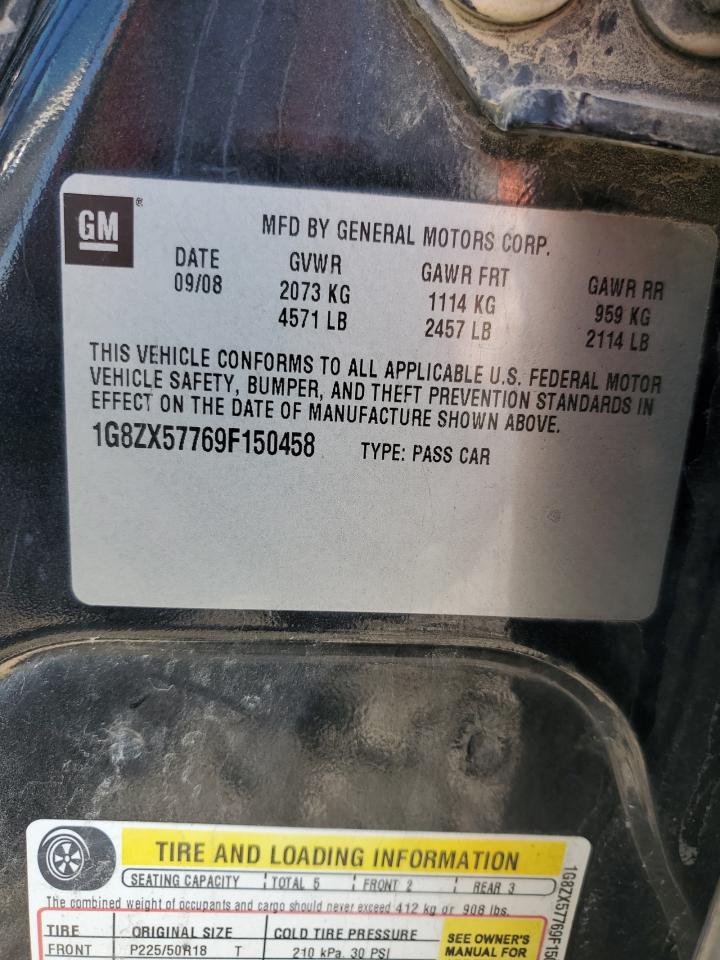 GM®
MFD BY GENERAL MOTORS CORP.
DATE GVWR GAWR FRT GAWR RR
09/08 2073 KG 1114 KG 959 KG
4571 LB 2457 LB 2114 LB
THIS VEHICLE CONFORMS TO ALL APPLICABLE U.S. FEDERAL MOTOR
VEHICLE SAFETY, BUMPER, AND THEFT PREVENTION STANDARDS IN
EFFECT ON THE DATE OF MANUFACTURE SHOWN ABOVE.
1G8ZX57769F150458 TYPE: PASS CAR
TIRE AND LOADING INFORMATION
SEATING CAPACITY TOTAL 5 FRONT 2 REAR 3
The combined weight of occupants and cargo should never exceed 412 kg or 908 lbs.
TIRE ORIGINAL SIZE COLD TIRE PRESSURE
FRONT P225/50R18 T 210 kPa, 30 PSI
SEE OWNER'S
MANUAL FOR
1G8ZX57769F150